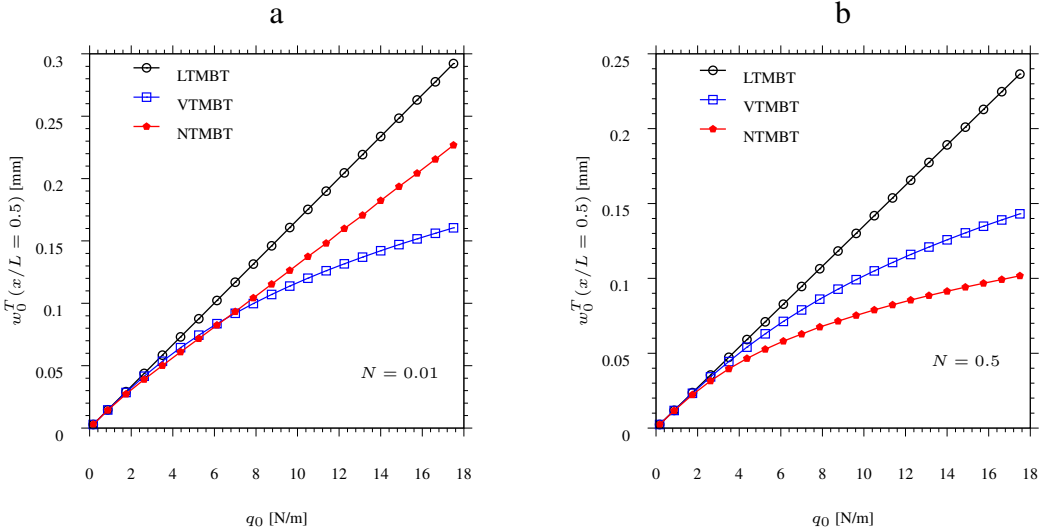 a
0.3
0.25
0.2
0.15
0.1
0.05
0
0 2 4 6 8 10 12 14 16 18
w_0^T (x/L = 0.5) [mm]
q_0 [N/m]
LTMBT
VTMBT
NTMBT
N = 0.01
b
0.25
0.2
0.15
0.1
0.05
0
0 2 4 6 8 10 12 14 16 18
w_0^T (x/L = 0.5) [mm]
q_0 [N/m]
LTMBT
VTMBT
NTMBT
N = 0.5